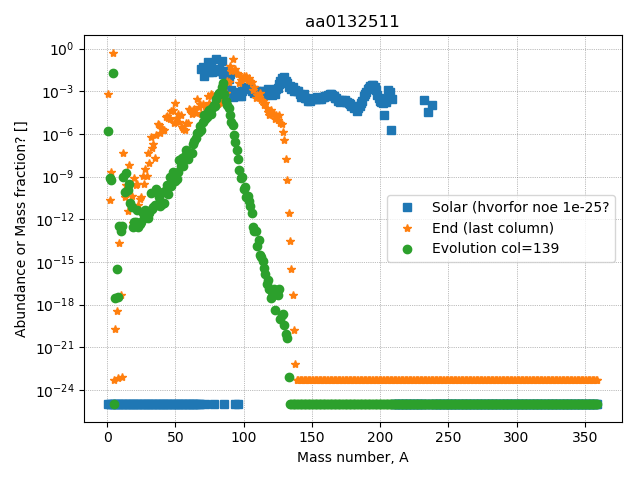 aa0132511
10^0
10^-3
10^-6
10^-9
10^-12
10^-15
10^-18
10^-21
10^-24
Abundance or Mass fraction? []
Solar (hvorfor noe 1e-25?
End (last column)
Evolution col=139
0 50 100 150 200 250 300 350
Mass number, A